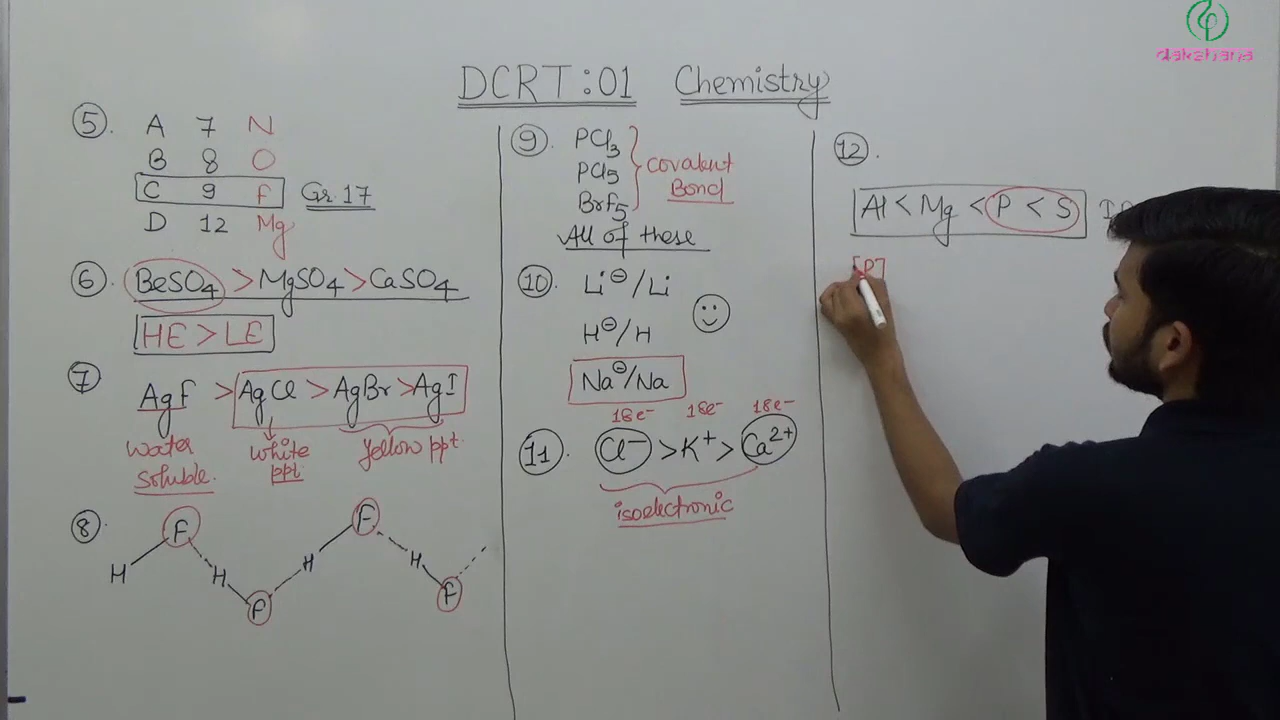 dakshana
DCRT:01 Chemistry
5.
A 7 N
B 8 O
C 9 F Gr. 17
D 12 Mg
6. BeSO4 > MgSO4 > CaSO4
HE > LE
7. AgF > AgCl > AgBr > AgI
water soluble.
white ppt.
yellow ppt.
8.
H F H F H F H F
9. PCl3
PCl5
BrF5
Covalent Bond
All of these
10. Li⊖/Li
H⊖/H
Na⊖/Na
18e- 18e- 18e-
11. Cl- > K+ > Ca2+
isoelectronic
12.
Al < Mg < P < S
[P]